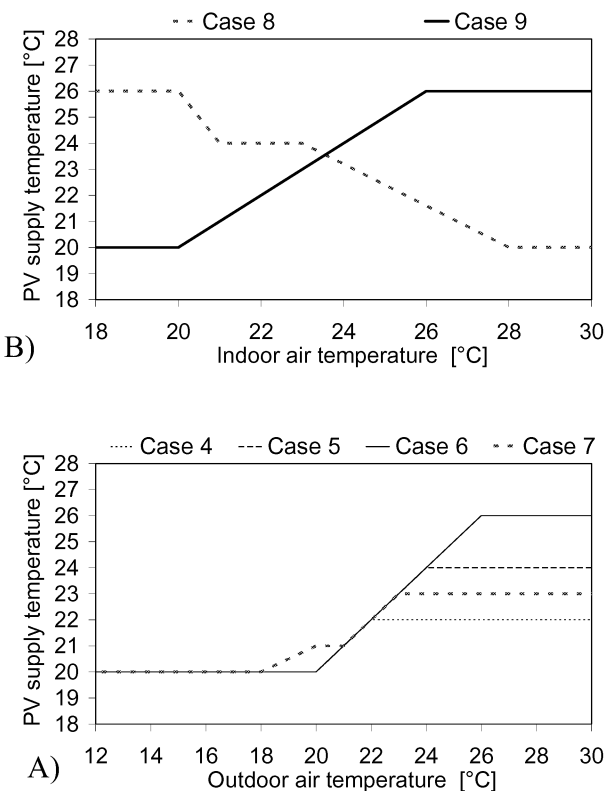 Case 8 Case 9
PV supply temperature [°C]
28
27
26
25
24
23
22
21
20
19
18
18 20 22 24 26 28 30
Indoor air temperature [°C]
B)
Case 4 Case 5 Case 6 Case 7
PV supply temperature [°C]
28
27
26
25
24
23
22
21
20
19
18
12 14 16 18 20 22 24 26 28 30
Outdoor air temperature [°C]
A)